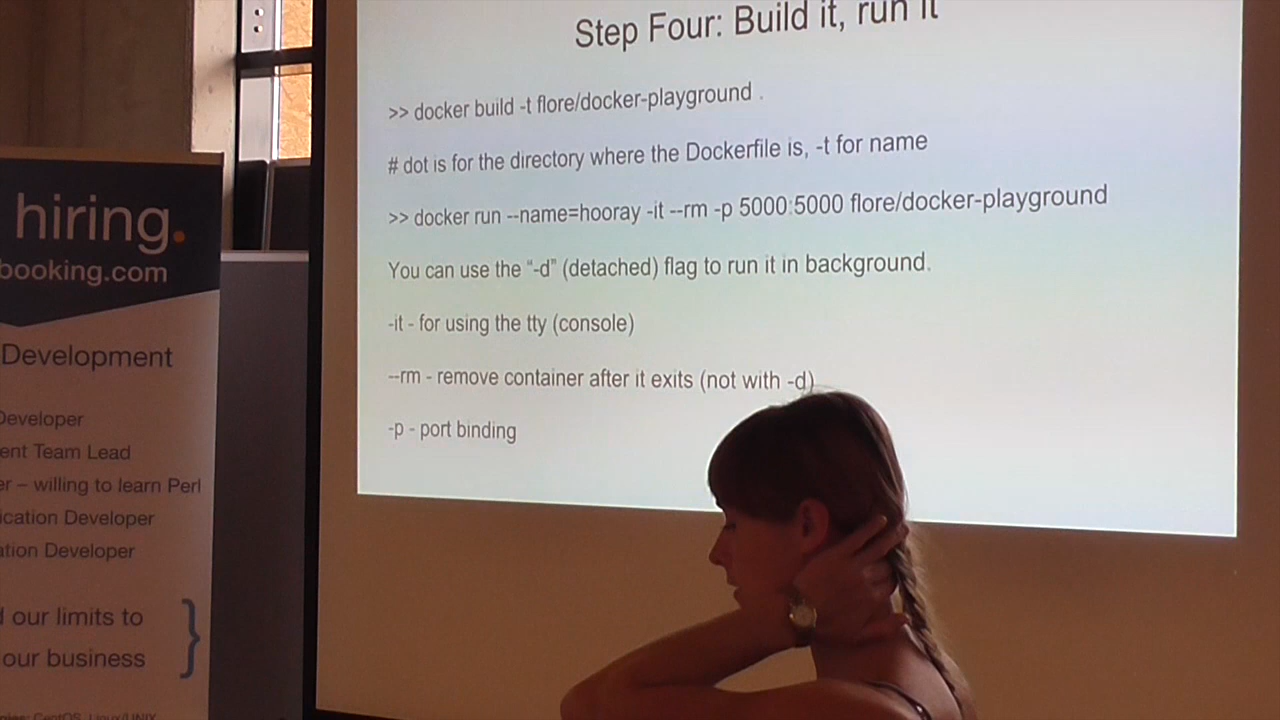 Step Four: Build it, run it
>> docker build -t flore/docker-playground .
# dot is for the directory where the Dockerfile is, -t for name
>> docker run --name=hooray -it --rm -p 5000:5000 flore/docker-playground
You can use the “-d” (detached) flag to run it in background.
-it - for using the tty (console)
--rm - remove container after it exits (not with -d)
-p - port binding
hiring.
booking.com
Development
Developer
Team Lead
– willing to learn Perl
Developer
Developer
our limits to
our business
}
CentOS, Linux/UNIX